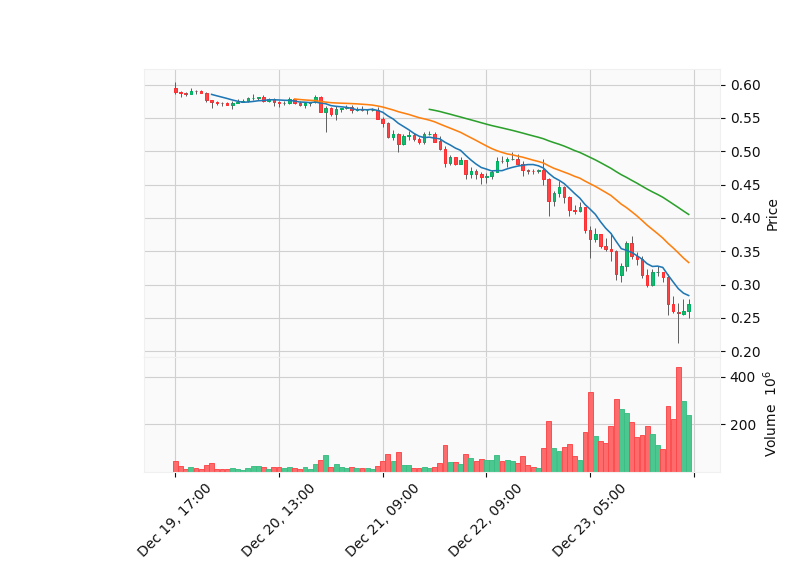 0.60
0.55
0.50
0.45
0.40
0.35
0.30
0.25
0.20
Price
400
200
Volume 10⁶
Dec 19, 17:00
Dec 20, 13:00
Dec 21, 09:00
Dec 22, 09:00
Dec 23, 05:00